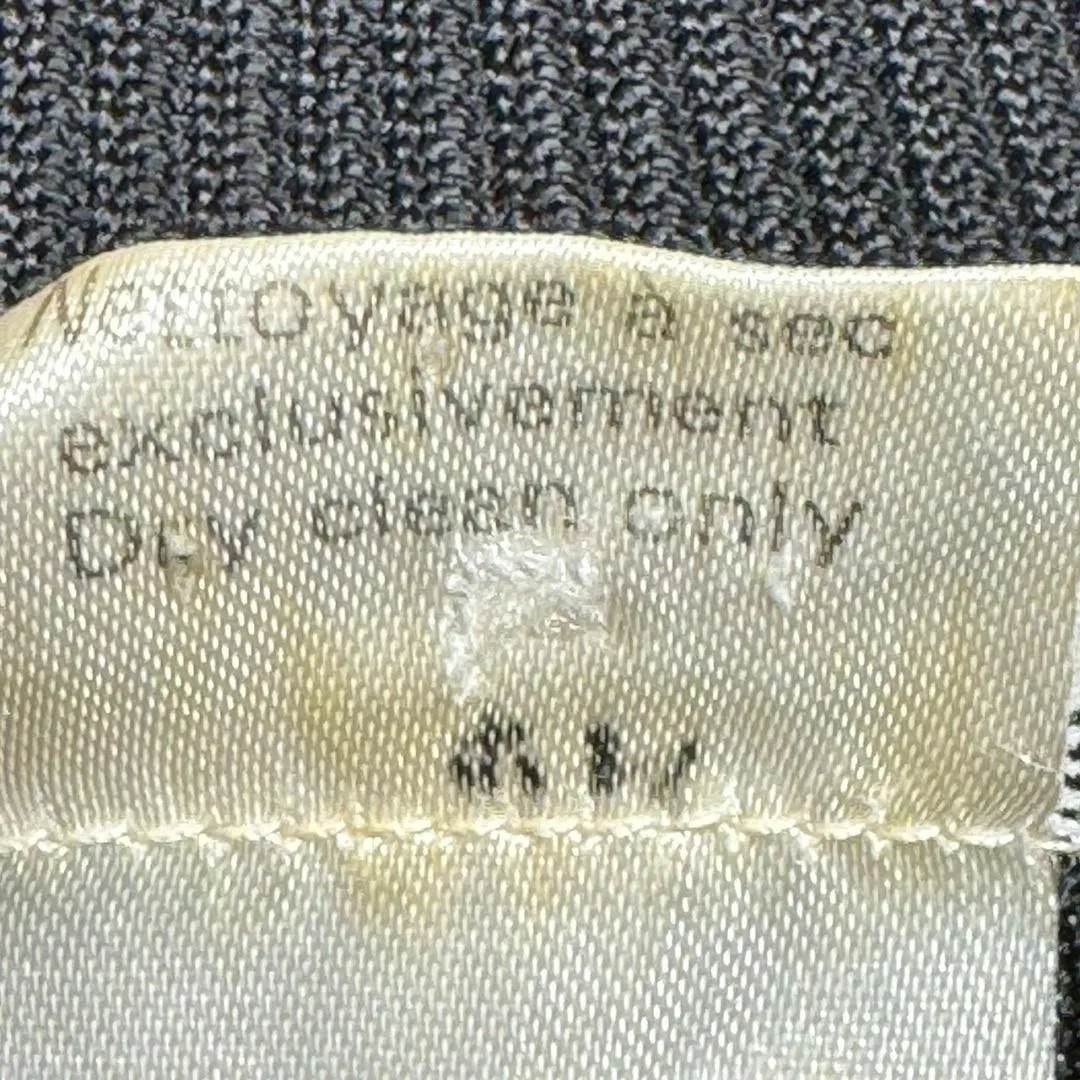 Nettoyage à sec
exclusivement
Dry clean only